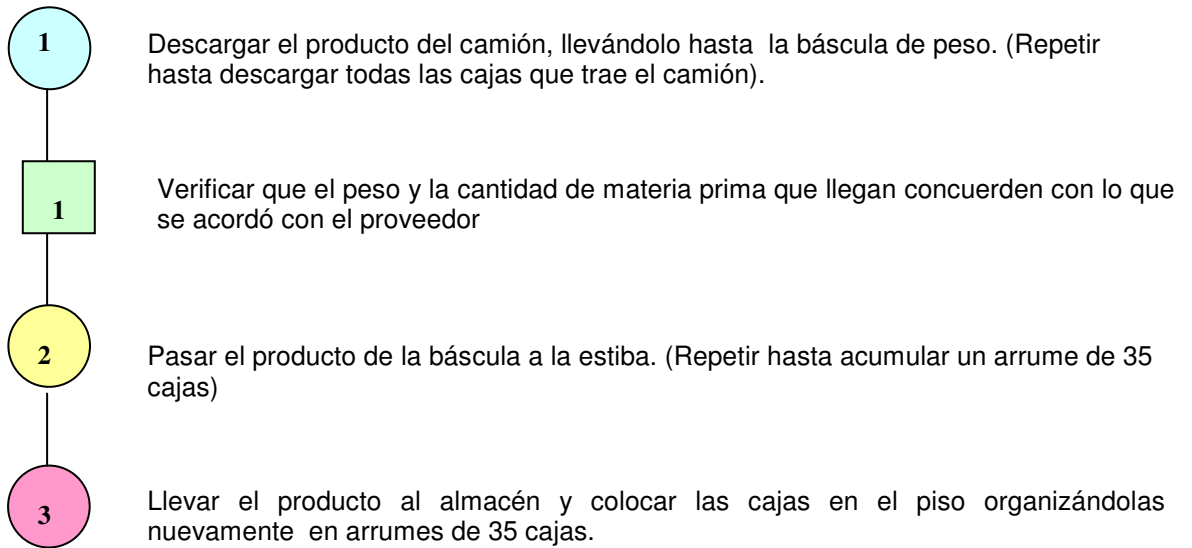 1
Descargar el producto del camión, llevándolo hasta la báscula de peso. (Repetir
hasta descargar todas las cajas que trae el camión).
1
Verificar que el peso y la cantidad de materia prima que llegan concuerden con lo que
se acordó con el proveedor
2
Pasar el producto de la báscula a la estiba. (Repetir hasta acumular un arrume de 35
cajas)
3
Llevar el producto al almacén y colocar las cajas en el piso organizándolas
nuevamente en arrumes de 35 cajas.